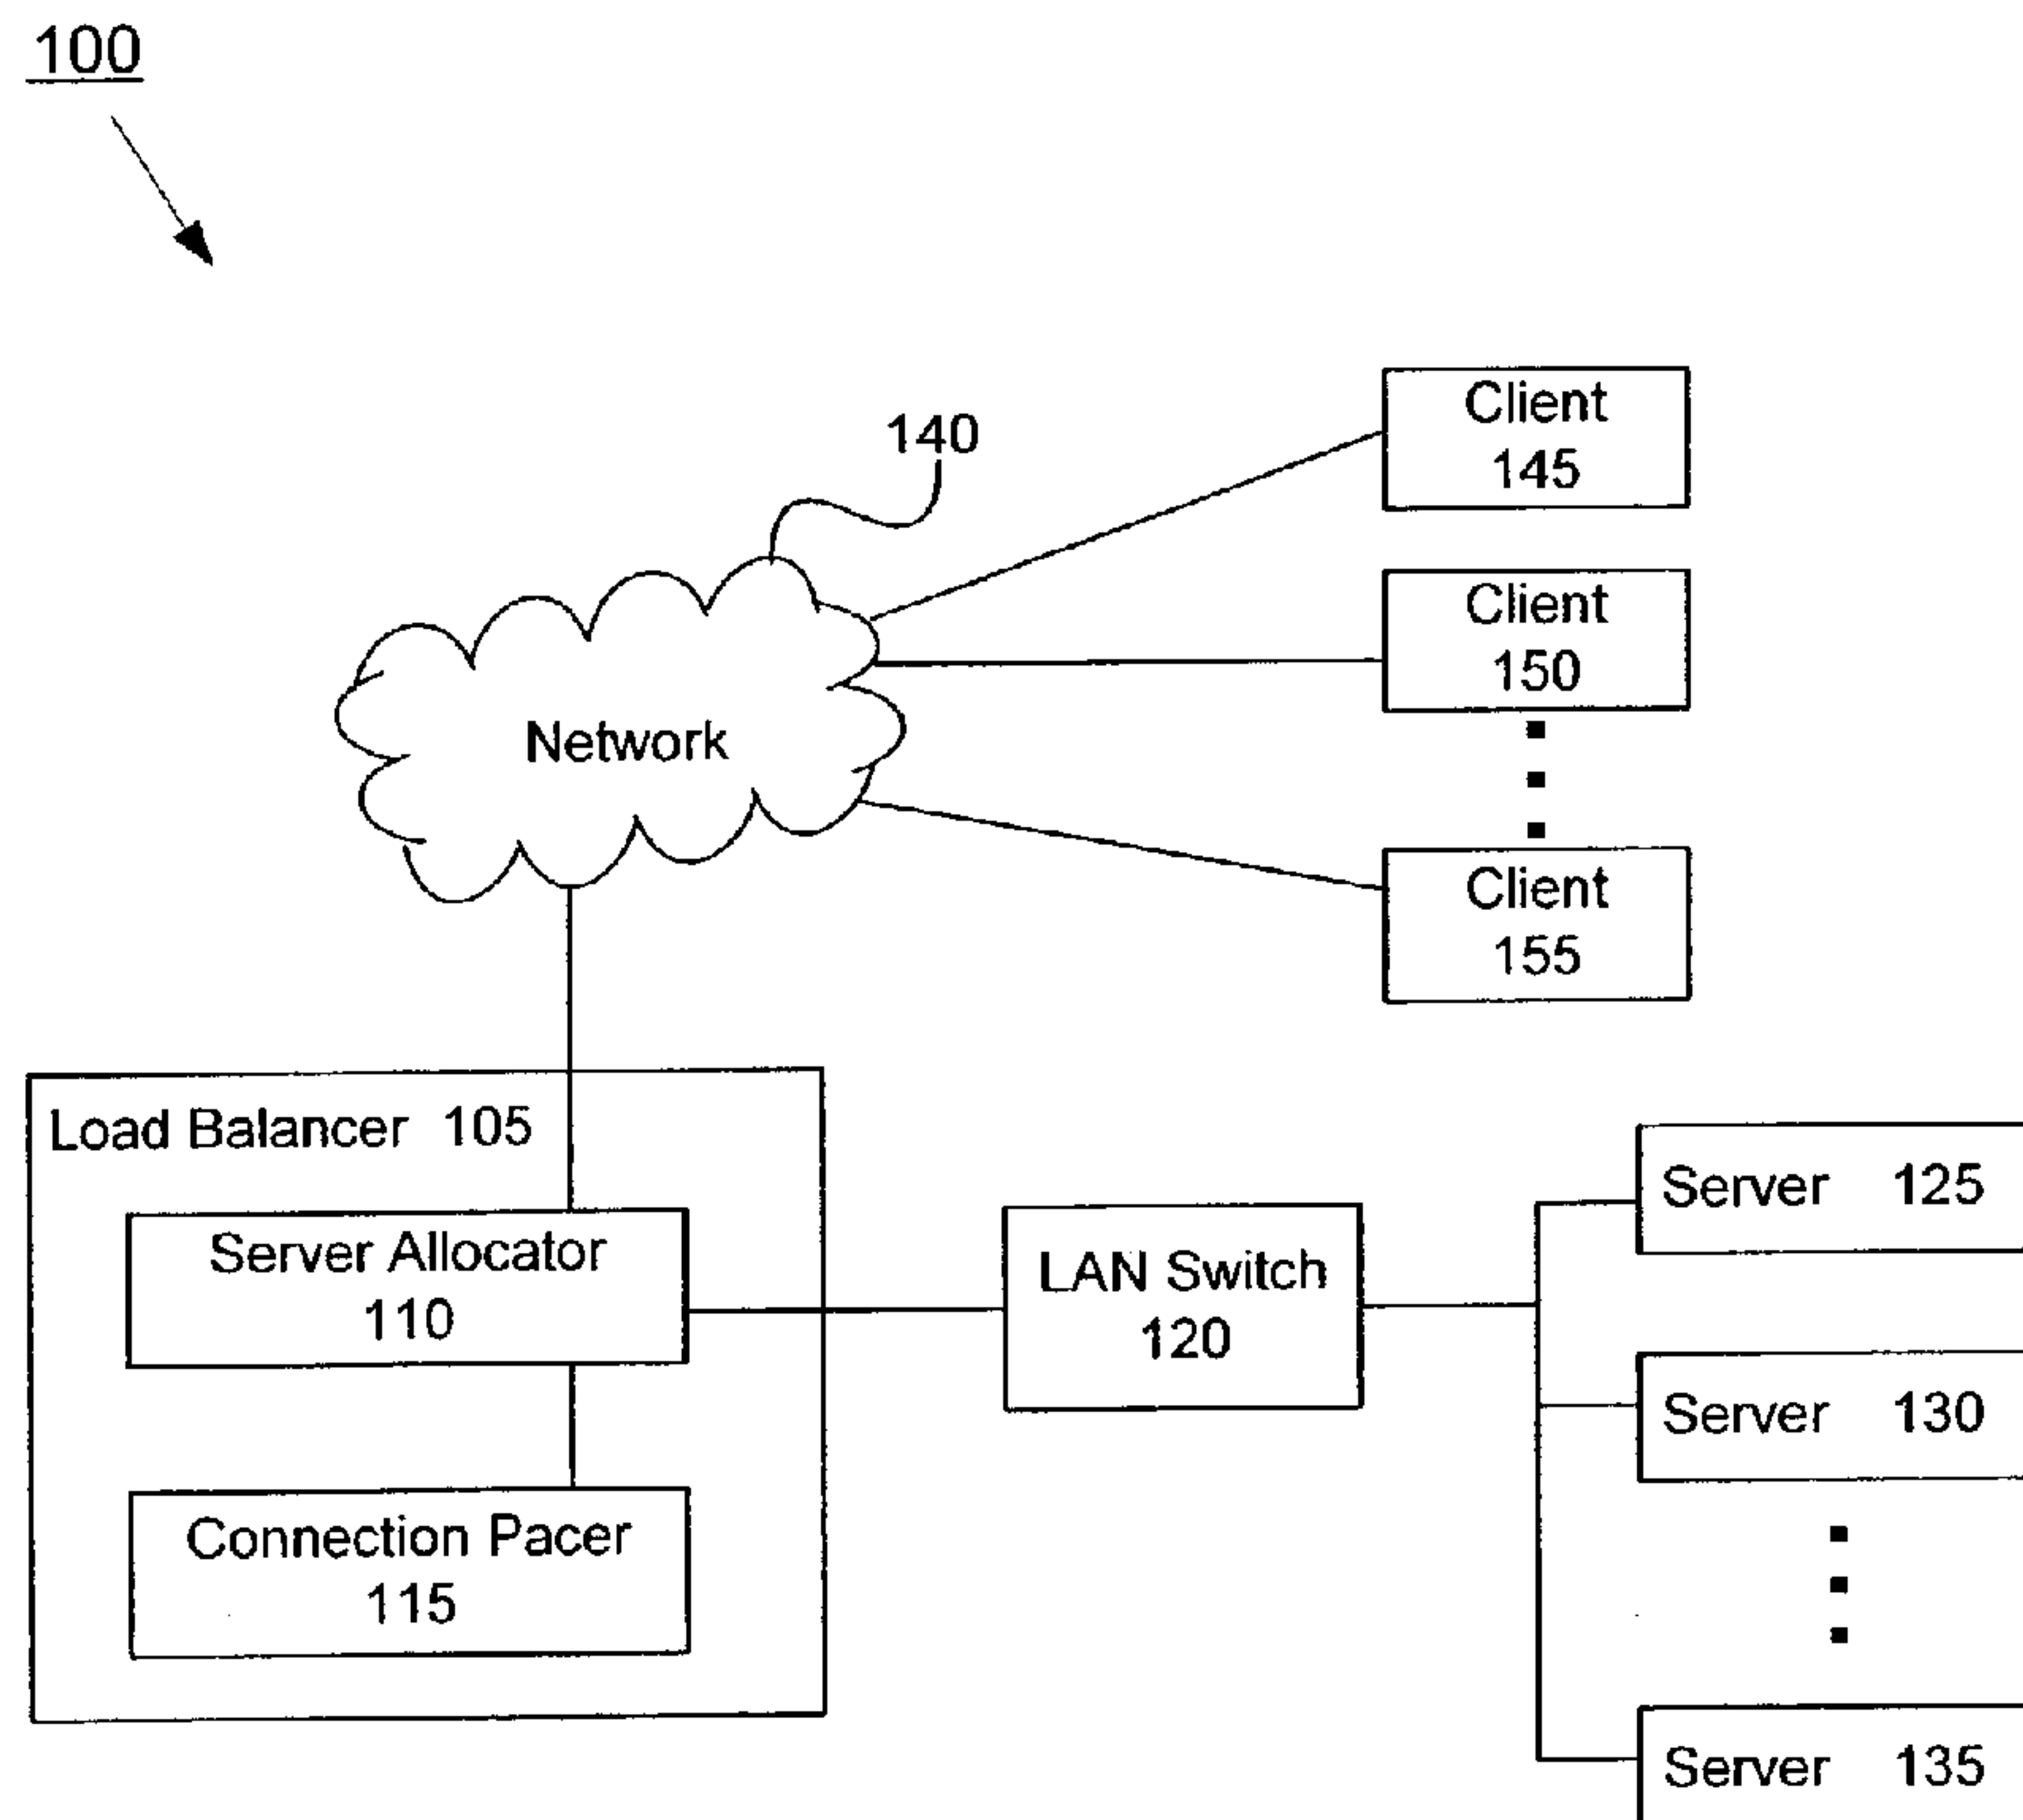 100
140
Client
145
Client
150
Network
Client
155
Load Balancer 105
Server Allocator
110
Connection Pacer
115
LAN Switch
120
Server 125
Server 130
Server 135